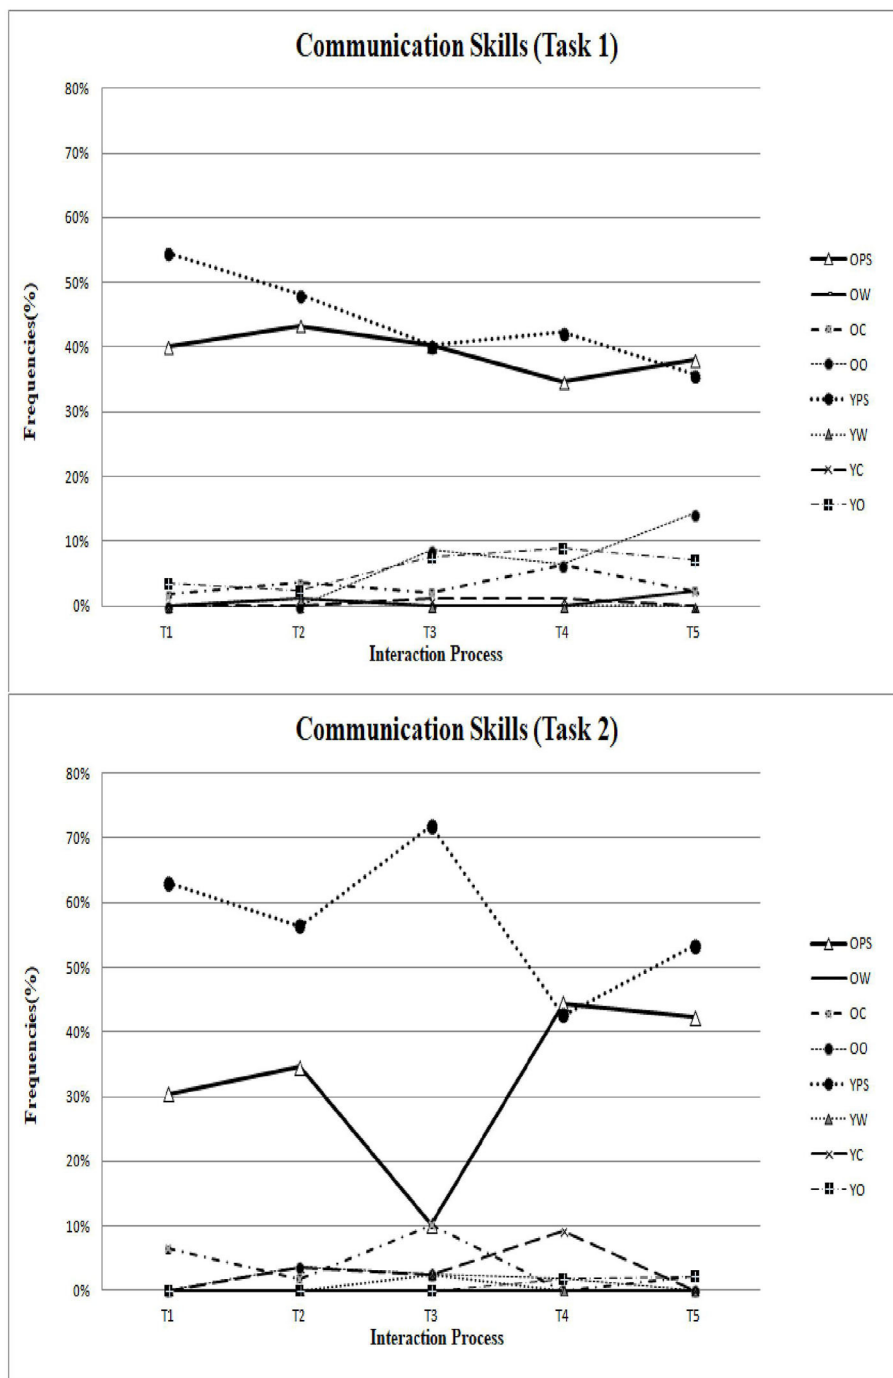 Communication Skills (Task 1)
80%
70%
60%
50%
40%
30%
20%
10%
0%
Frequencies(%)
T1
T2
T3
T4
T5
Interaction Process
OPS
OW
OC
OO
YPS
YW
YC
YO
Communication Skills (Task 2)
80%
70%
60%
50%
40%
30%
20%
10%
0%
Frequencies(%)
T1
T2
T3
T4
T5
Interaction Process
OPS
OW
OC
OO
YPS
YW
YC
YO